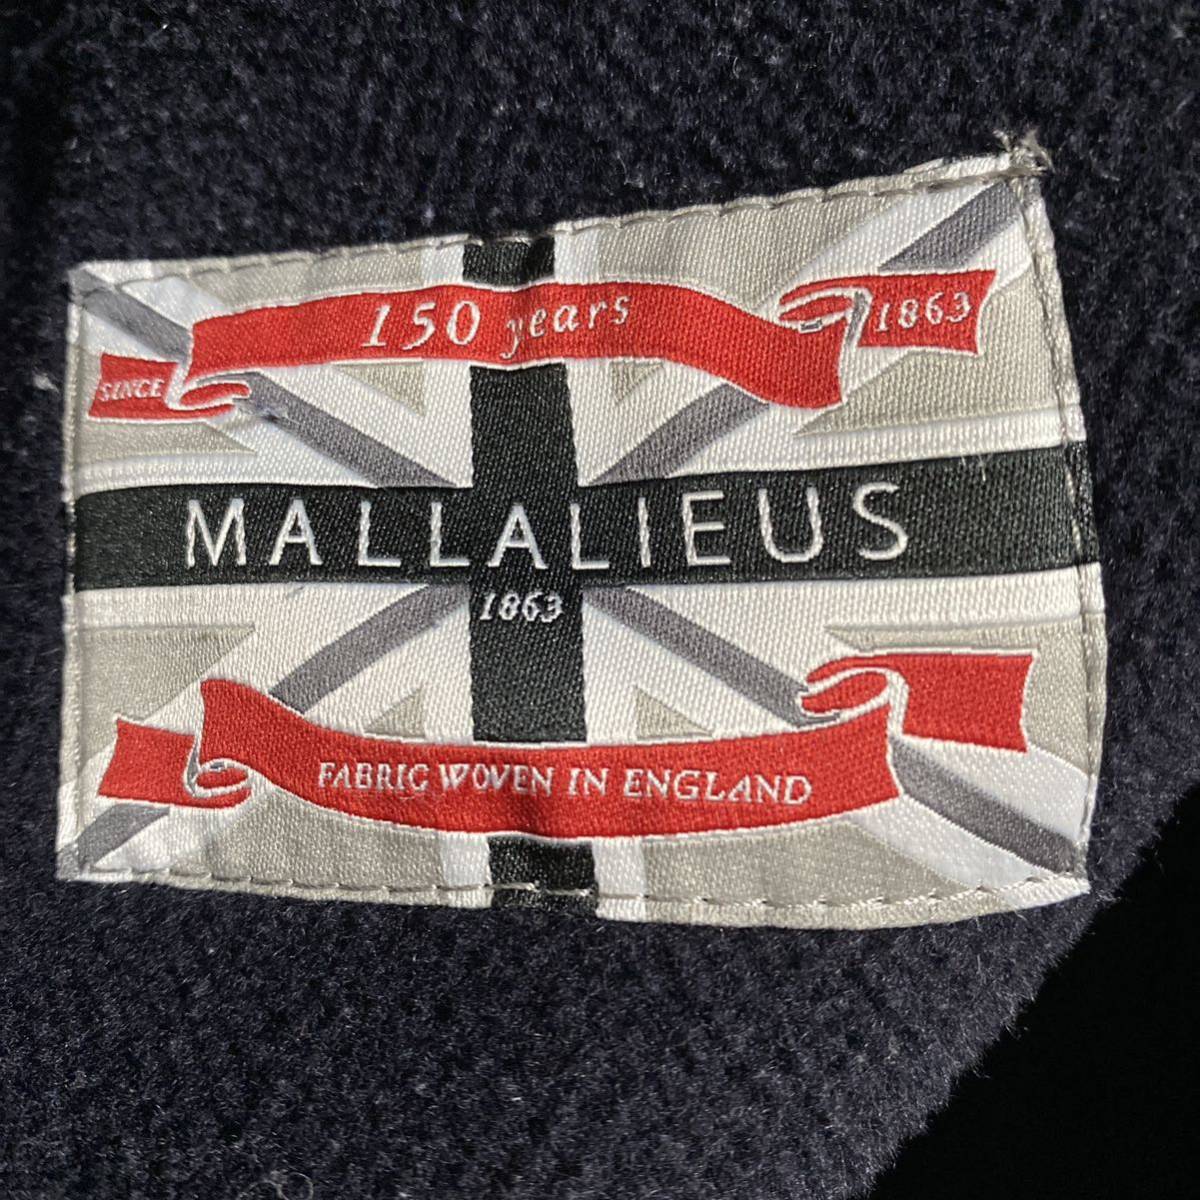 150 years
SINCE
1863
MALLALIEUS
1863
FABRIC WOVEN IN ENGLAND